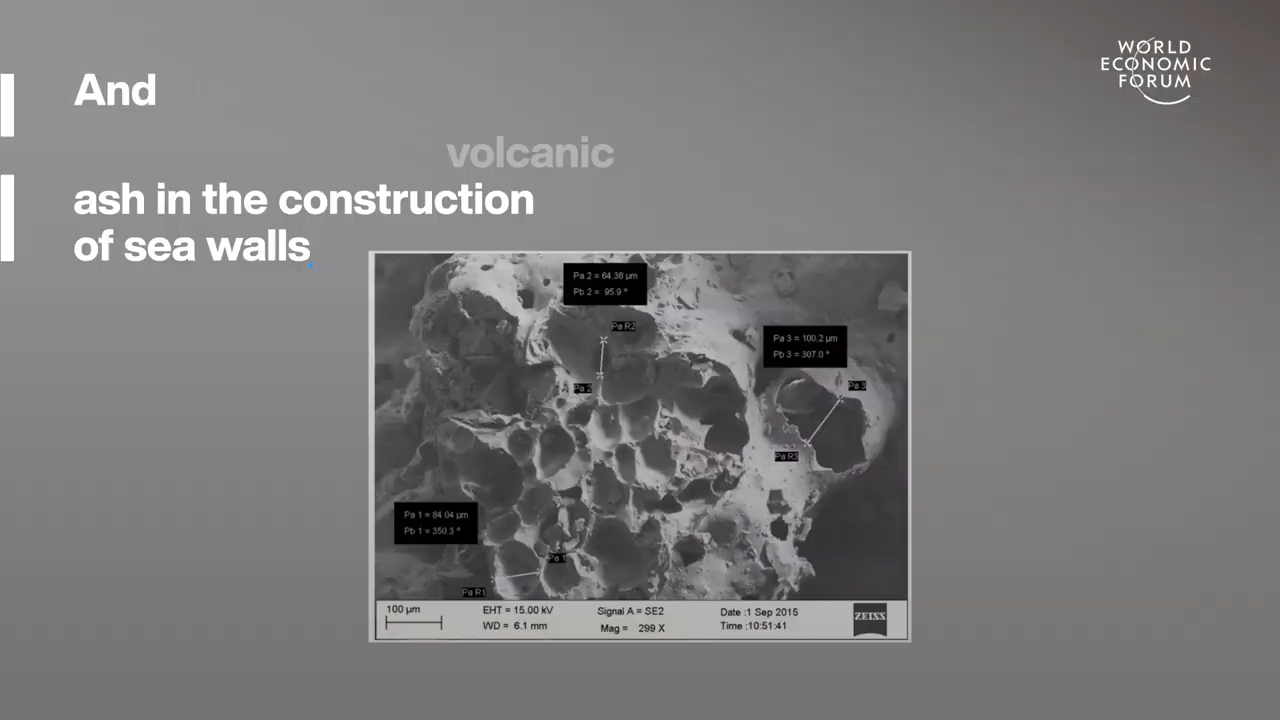 And
volcanic
ash in the construction
of sea walls
WORLD
ECONOMIC
FORUM
Pa 2 = 64.36 µm
Pb 2 = 95.9 °
Pa R2
Pa 2
Pa 3 = 100.2 µm
Pb 3 = 307.0 °
Pa 3
Pa R3
Pa 1 = 84.04 µm
Pb 1 = 350.3 °
Pa 1
Pa R1
100 µm
EHT = 15.00 kV
WD = 6.1 mm
Signal A = SE2
Mag = 299 X
Date :1 Sep 2015
Time :10:51:41
ZEISS